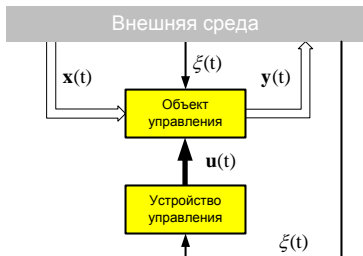 Внешняя среда
x(t)
ξ(t)
y(t)
Объект
управления
u(t)
Устройство
управления
ξ(t)